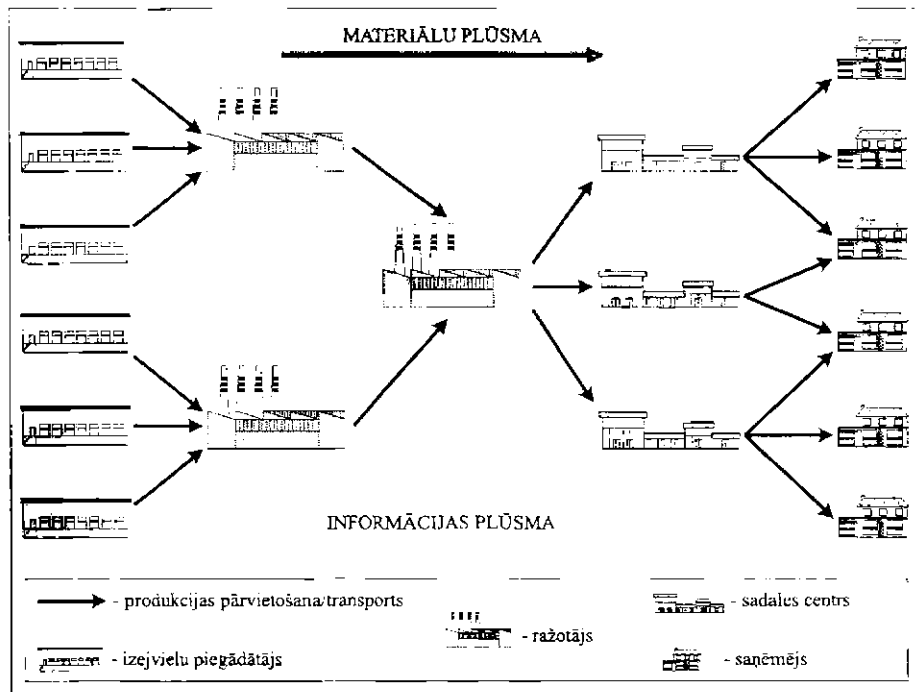 MATERIĀLU PLŪSMA
INFORMĀCIJAS PLŪSMA
- produkcijas pārvietošana/transports
- sadales centrs
- ražotājs
- izejvielu piegādātājs
- saņēmējs